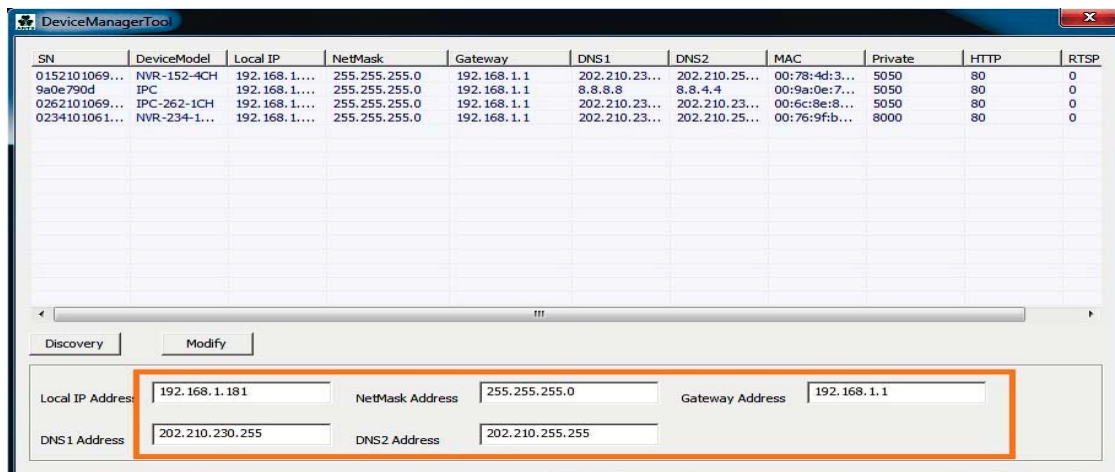 DeviceManagerTool
SN DeviceModel Local IP NetMask Gateway DNS1 DNS2 MAC Private HTTP RTSP
0152101069... NVR-152-4CH 192.168.1.... 255.255.255.0 192.168.1.1 202.210.23... 202.210.25... 00:78:4d:3... 5050 80 0
9a0e790d IPC 192.168.1.... 255.255.255.0 192.168.1.1 8.8.8.8 8.8.4.4 00:9a:0e:7... 5050 80 0
0262101069... IPC-262-1CH 192.168.1.... 255.255.255.0 192.168.1.1 202.210.23... 202.210.23... 00:6c:8e:8... 5050 80 0
0234101061... NVR-234-1... 192.168.1.... 255.255.255.0 192.168.1.1 202.210.23... 202.210.25... 00:76:9f:b... 8000 80 0
Discovery Modify
Local IP Address 192.168.1.181 NetMask Address 255.255.255.0 Gateway Address 192.168.1.1
DNS1 Address 202.210.230.255 DNS2 Address 202.210.255.255